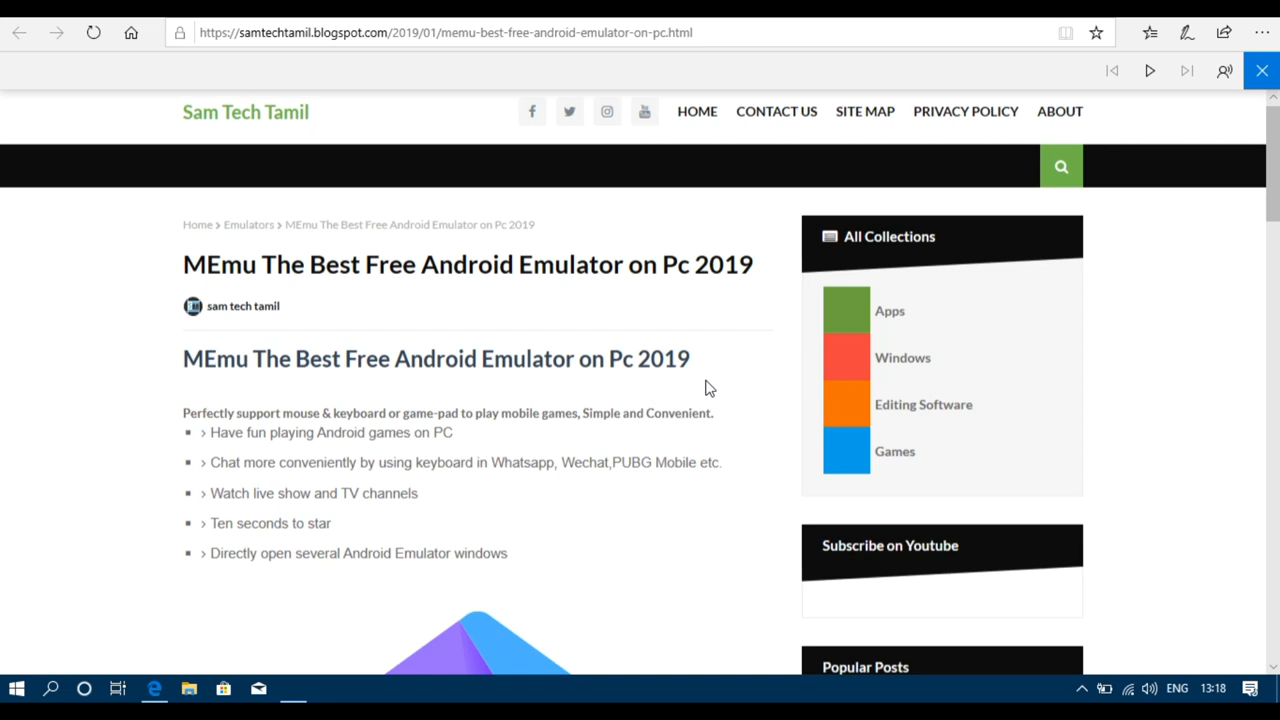 https://samtechtamil.blogspot.com/2019/01/memu-best-free-android-emulator-on-pc.html
Sam Tech Tamil
HOME CONTACT US SITE MAP PRIVACY POLICY ABOUT
Home > Emulators > MEmu The Best Free Android Emulator on Pc 2019
MEmu The Best Free Android Emulator on Pc 2019
sam tech tamil
MEmu The Best Free Android Emulator on Pc 2019
Perfectly support mouse & keyboard or game-pad to play mobile games, Simple and Convenient.
› Have fun playing Android games on PC
› Chat more conveniently by using keyboard in Whatsapp, Wechat,PUBG Mobile etc.
› Watch live show and TV channels
› Ten seconds to star
› Directly open several Android Emulator windows
All Collections
Apps
Windows
Editing Software
Games
Subscribe on Youtube
Popular Posts
ENG 13:18